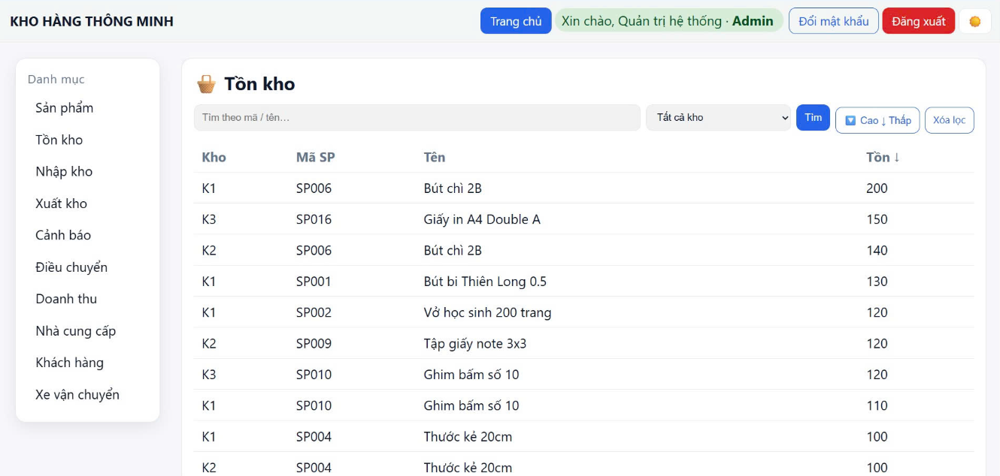 KHO HÀNG THÔNG MINH
Trang chủ
Xin chào, Quản trị hệ thống · Admin
Đổi mật khẩu
Đăng xuất
Danh mục
Sản phẩm
Tồn kho
Nhập kho
Xuất kho
Cảnh báo
Điều chuyển
Doanh thu
Nhà cung cấp
Khách hàng
Xe vận chuyển
Tồn kho
Tìm theo mã / tên...
Tất cả kho
Tìm
Cao ↓ Thấp
Xóa lọc
Kho Mã SP Tên Tồn ↓
K1 SP006 Bút chì 2B 200
K3 SP016 Giấy in A4 Double A 150
K2 SP006 Bút chì 2B 140
K1 SP001 Bút bi Thiên Long 0.5 130
K1 SP002 Vở học sinh 200 trang 120
K2 SP009 Tập giấy note 3x3 120
K3 SP010 Ghim bấm số 10 120
K1 SP010 Ghim bấm số 10 110
K1 SP004 Thước kẻ 20cm 100
K2 SP004 Thước kẻ 20cm 100